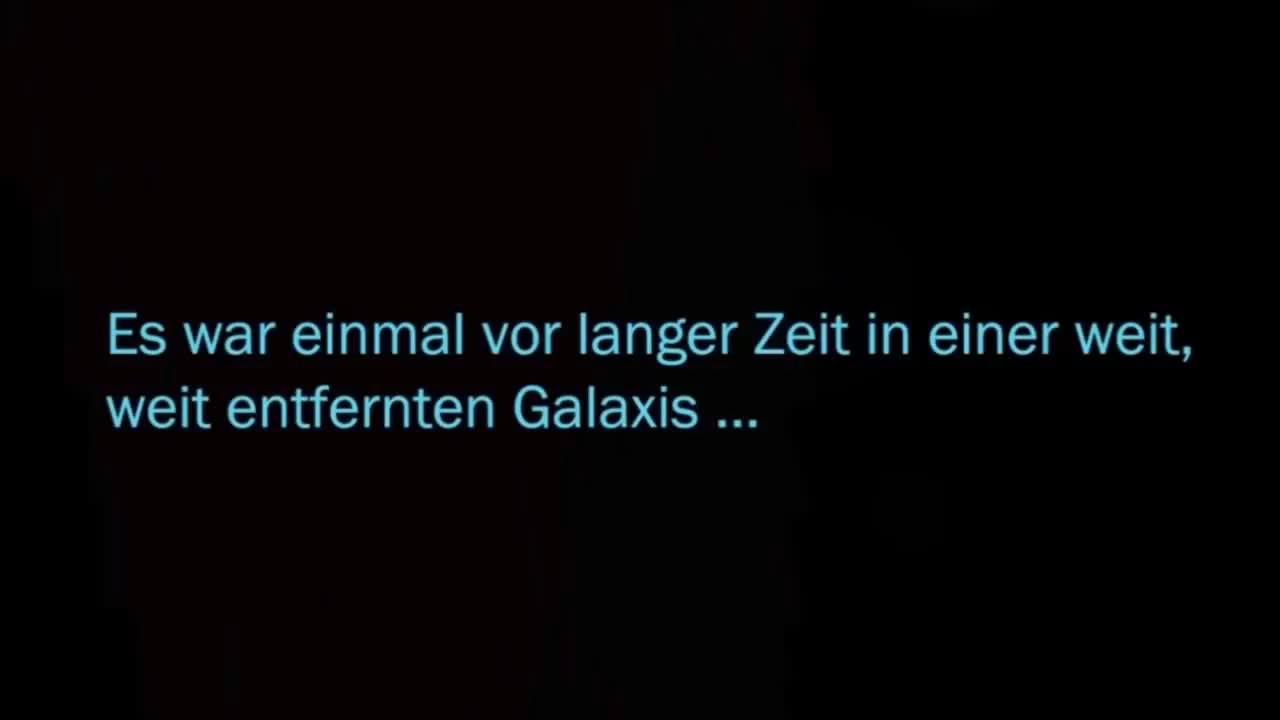 Es war einmal vor langer Zeit in einer weit,
weit entfernten Galaxis ...